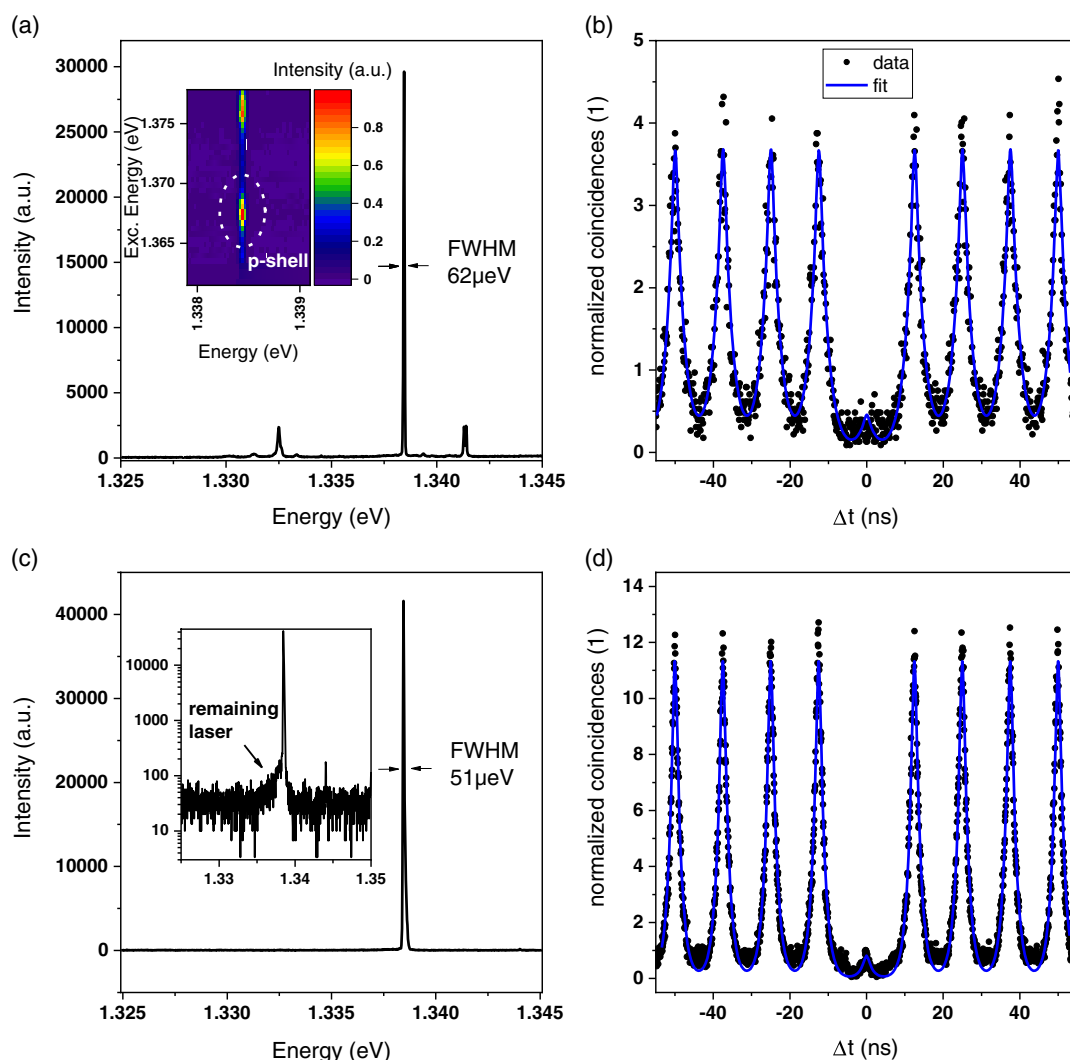 (a)
30000
25000
20000
15000
10000
5000
0
Intensity (a.u.)
1.325 1.330 1.335 1.340 1.345
Energy (eV)
Intensity (a.u.)
Exc. Energy (eV)
1.375
1.370
1.365
p-shell
0.8
0.6
0.4
0.2
0
1.338 1.339
Energy (eV)
FWHM
62µeV
(b)
5
4
3
2
1
0
normalized coincidences (1)
data
fit
-40 -20 0 20 40
Δt (ns)
(c)
40000
30000
20000
10000
0
Intensity (a.u.)
1.325 1.330 1.335 1.340 1.345
Energy (eV)
10000
1000
100
10
remaining
laser
1.33 1.34 1.35
FWHM
51µeV
(d)
14
12
10
8
6
4
2
0
normalized coincidences (1)
-40 -20 0 20 40
Δt (ns)